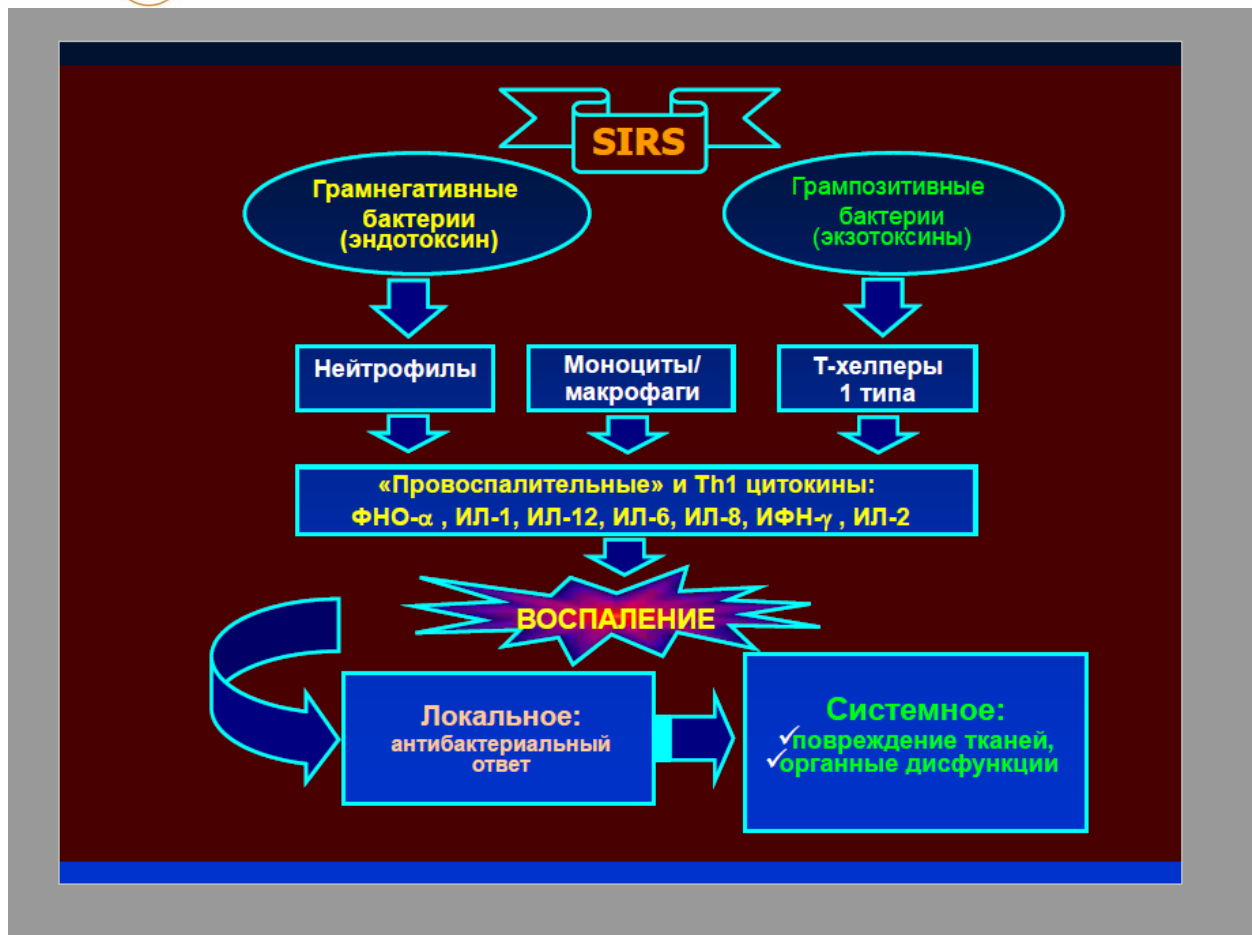 SIRS
Грамнегативные
бактерии
(эндотоксин)
Грампозитивные
бактерии
(экзотоксины)
Нейтрофилы
Моноциты/
макрофаги
Т-хелперы
1 типа
«Провоспалительные» и Th1 цитокины:
ФНО-α , ИЛ-1, ИЛ-12, ИЛ-6, ИЛ-8, ИФН-γ , ИЛ-2
ВОСПАЛЕНИЕ
Локальное:
антибактериальный
ответ
Системное:
✓повреждение тканей,
✓органные дисфункции